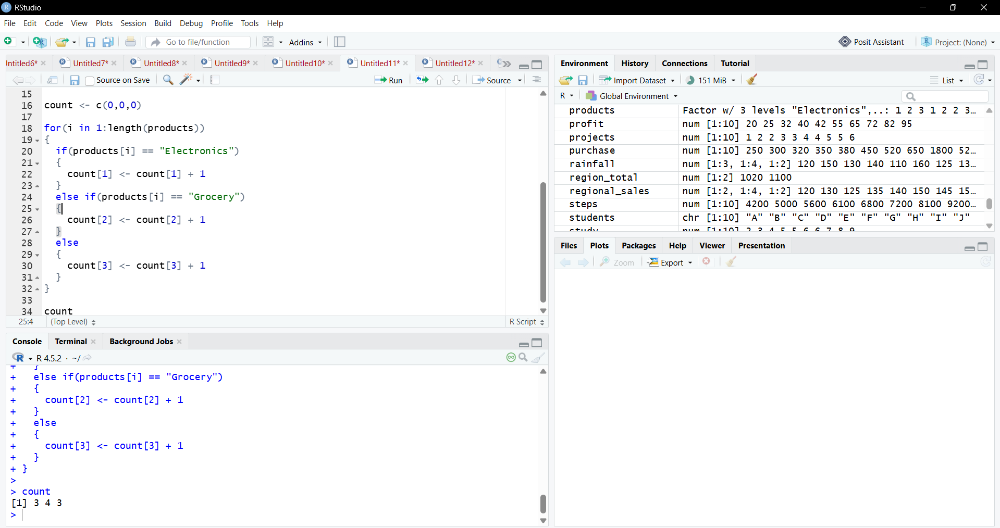 RStudio
File Edit Code View Plots Session Build Debug Profile Tools Help
Go to file/function Addins Posit Assistant Project: (None)
Intitled6* Untitled7* Untitled8* Untitled9* Untitled10* Untitled11* Untitled12*
Source on Save Run Source
15
16 count <- c(0,0,0)
17
18 for(i in 1:length(products))
19 {
20 if(products[i] == "Electronics")
21 {
22 count[1] <- count[1] + 1
23 }
24 else if(products[i] == "Grocery")
25 {
26 count[2] <- count[2] + 1
27 }
28 else
29 {
30 count[3] <- count[3] + 1
31 }
32 }
33
34 count
25:4 (Top Level) R Script
Console Terminal Background Jobs
R 4.5.2 · ~/
+ }
+ else if(products[i] == "Grocery")
+ {
+ count[2] <- count[2] + 1
+ }
+ else
+ {
+ count[3] <- count[3] + 1
+ }
+ }
>
> count
[1] 3 4 3
>
Environment History Connections Tutorial
Import Dataset 151 MiB List
R Global Environment
products Factor w/ 3 levels "Electronics",..: 1 2 3 1 2 2 3…
profit num [1:10] 20 25 32 40 42 55 65 72 82 95
projects num [1:10] 1 2 2 3 3 4 4 5 5 6
purchase num [1:10] 250 300 320 350 380 450 520 650 1800 52…
rainfall num [1:3, 1:4, 1:2] 120 150 130 140 110 160 125 13…
region_total num [1:2] 1020 1100
regional_sales num [1:2, 1:4, 1:2] 120 130 125 135 140 150 145 15…
steps num [1:10] 4200 5000 5600 6100 6800 7200 8100 9200…
students chr [1:10] "A" "B" "C" "D" "E" "F" "G" "H" "I" "J"
study num [1:10] 2 3 4 5 5 6 6 7 8 9
Files Plots Packages Help Viewer Presentation
Zoom Export